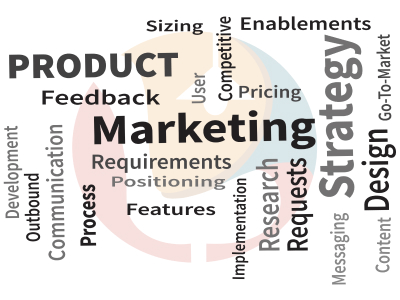 Sizing
Enablements
Competitive
PRODUCT
Strategy
Go-To-Market
User
Pricing
Feedback
Marketing
Requirements
Positioning
Features
Development
Outbound
Communication
Process
Implementation
Research
Requests
Design
Messaging
Content